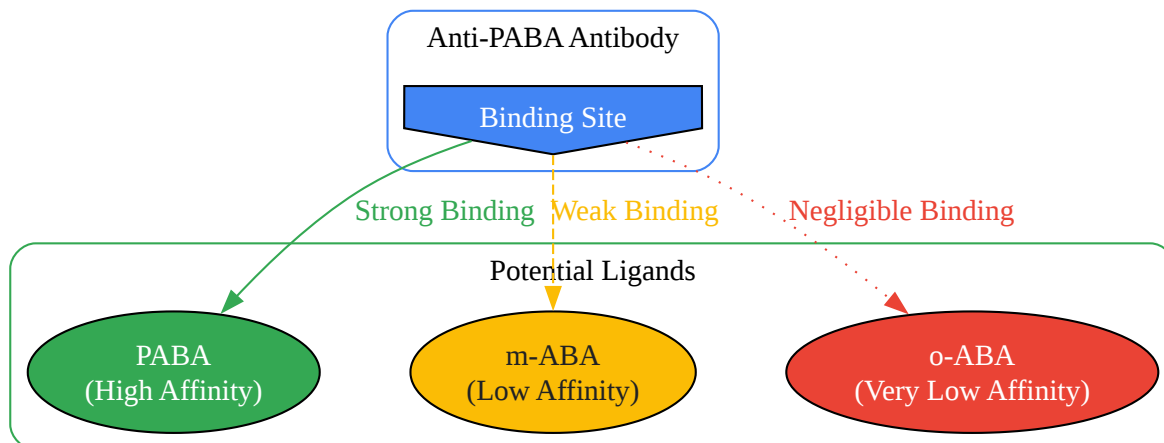 Anti-PABA Antibody
Binding Site
Strong Binding
Weak Binding
Negligible Binding
Potential Ligands
PABA
(High Affinity)
m-ABA
(Low Affinity)
o-ABA
(Very Low Affinity)